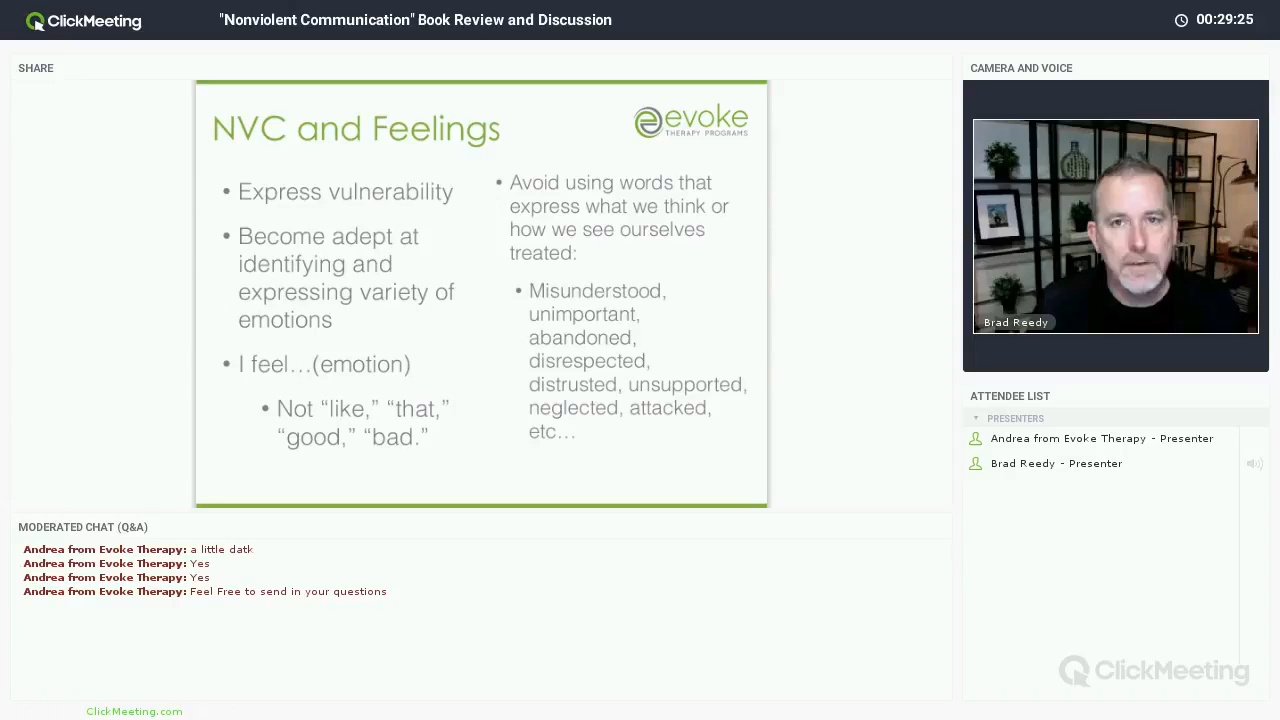 ClickMeeting
"Nonviolent Communication" Book Review and Discussion
00:29:25
SHARE
NVC and Feelings
evoke
THERAPY PROGRAMS
• Express vulnerability
• Become adept at
identifying and
expressing variety of
emotions
• I feel…(emotion)
• Not “like,” “that,”
“good,” “bad.”
• Avoid using words that
express what we think or
how we see ourselves
treated:
• Misunderstood,
unimportant,
abandoned,
disrespected,
distrusted, unsupported,
neglected, attacked,
etc…
CAMERA AND VOICE
Brad Reedy
ATTENDEE LIST
PRESENTERS
Andrea from Evoke Therapy - Presenter
Brad Reedy - Presenter
MODERATED CHAT (Q&A)
Andrea from Evoke Therapy: a little datk
Andrea from Evoke Therapy: Yes
Andrea from Evoke Therapy: Yes
Andrea from Evoke Therapy: Feel Free to send in your questions
ClickMeeting
ClickMeeting.com